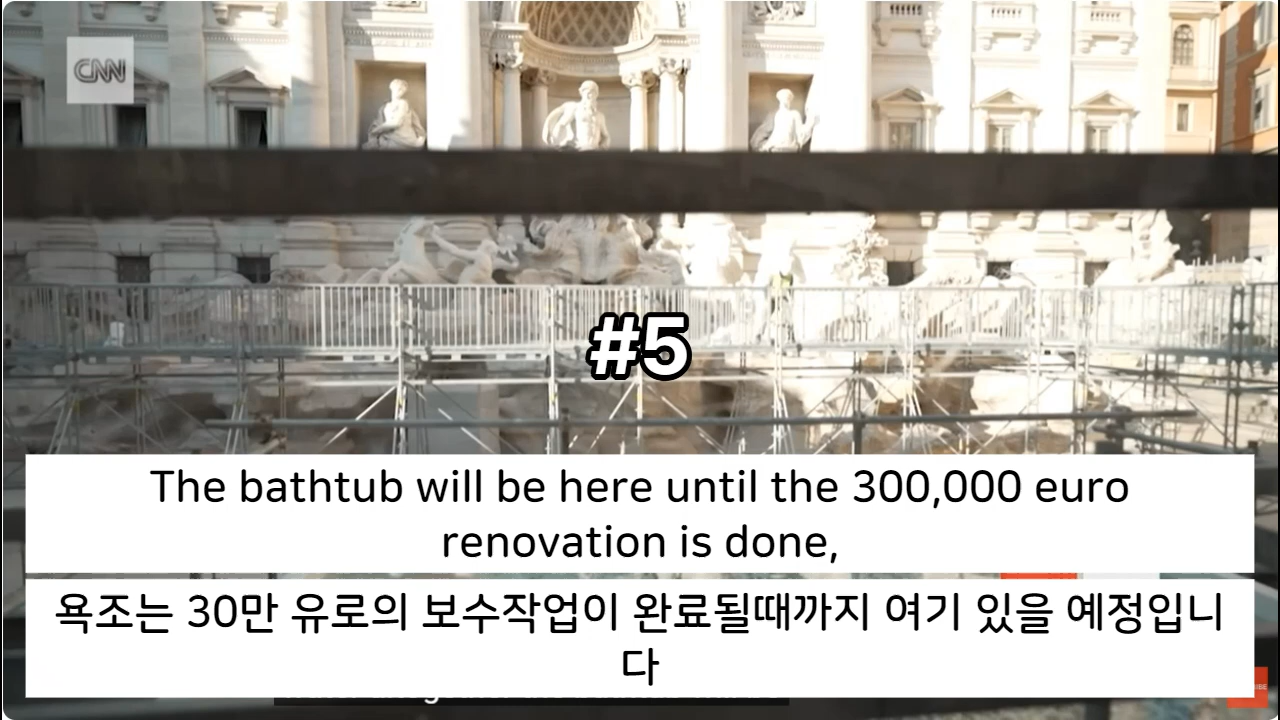 CNN
#5
The bathtub will be here until the 300,000 euro
renovation is done,
욕조는 30만 유로의 보수작업이 완료될때까지 여기 있을 예정입니
다